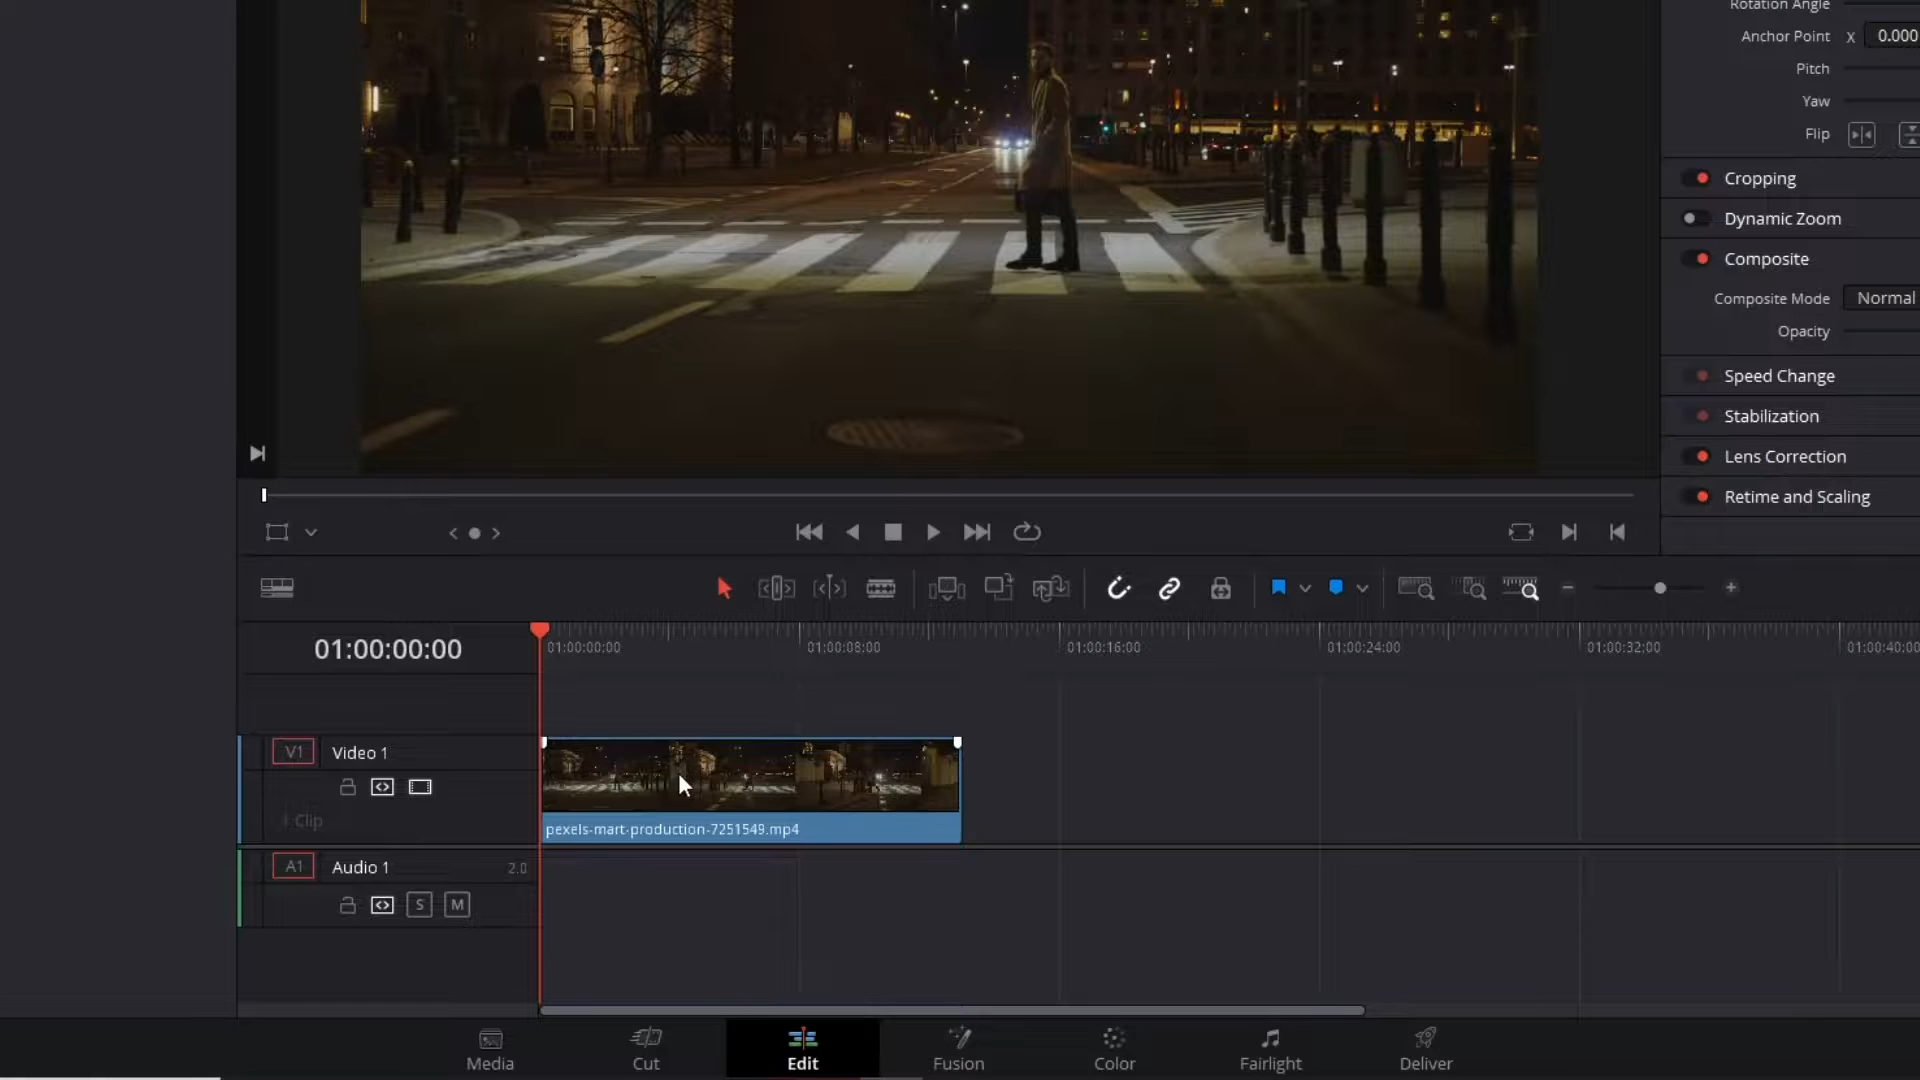 Rotation Angle
Anchor Point X 0.000
Pitch
Yaw
Flip
Cropping
Dynamic Zoom
Composite
Composite Mode Normal
Opacity
Speed Change
Stabilization
Lens Correction
Retime and Scaling
01:00:00:00
01:00:00:00 01:00:08:00 01:00:16:00 01:00:24:00 01:00:32:00 01:00:40:00
V1 Video 1
1 Clip
pexels-mart-production-7251549.mp4
A1 Audio 1 2.0
S M
Media Cut Edit Fusion Color Fairlight Deliver